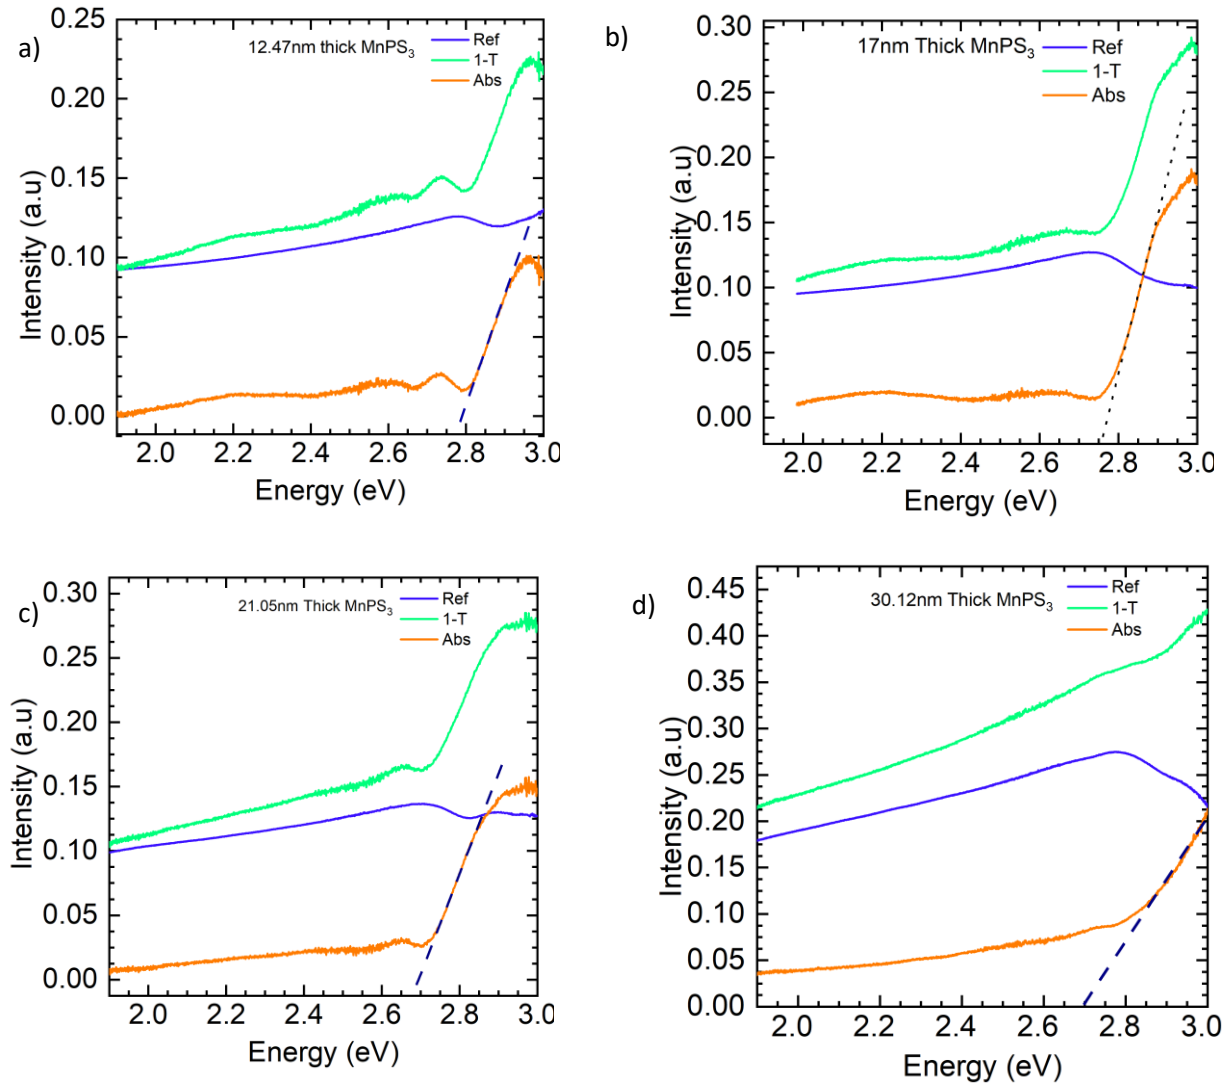 a)
12.47nm thick MnPS3
Ref
1-T
Abs
0.25
0.20
0.15
0.10
0.05
0.00
Intensity (a.u)
2.0 2.2 2.4 2.6 2.8 3.0
Energy (eV)
b)
17nm Thick MnPS3
Ref
1-T
Abs
0.30
0.25
0.20
0.15
0.10
0.05
0.00
Intensity (a.u)
2.0 2.2 2.4 2.6 2.8 3.0
Energy (eV)
c)
21.05nm Thick MnPS3
Ref
1-T
Abs
0.30
0.25
0.20
0.15
0.10
0.05
0.00
Intensity (a.u)
2.0 2.2 2.4 2.6 2.8 3.0
Energy (eV)
d)
30.12nm Thick MnPS3
Ref
1-T
Abs
0.45
0.40
0.35
0.30
0.25
0.20
0.15
0.10
0.05
0.00
Intensity (a.u)
2.0 2.2 2.4 2.6 2.8 3.0
Energy (eV)